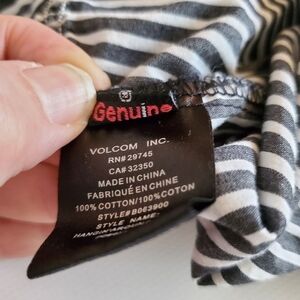 Genuine
VOLCOM INC.
RN# 29745
CA# 32350
MADE IN CHINA
FABRIQUÉ EN CHINE
100% COTTON/100% COTON
STYLE# B063900
STYLE NAME: